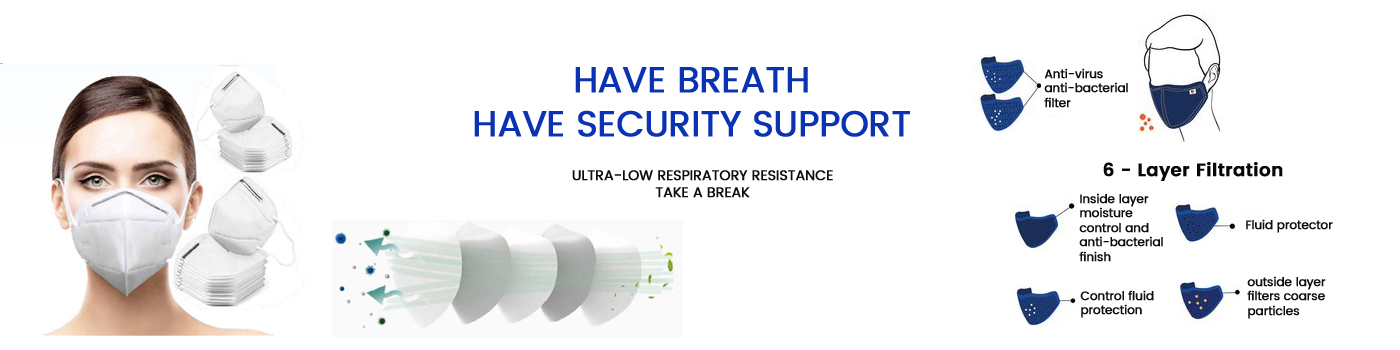 HAVE BREATH
HAVE SECURITY SUPPORT
ULTRA-LOW RESPIRATORY RESISTANCE
TAKE A BREAK
Anti-virus
anti-bacterial
filter
6 - Layer Filtration
Inside layer
moisture
control and
anti-bacterial
finish
Fluid protector
Control fluid
protection
outside layer
filters coarse
particles